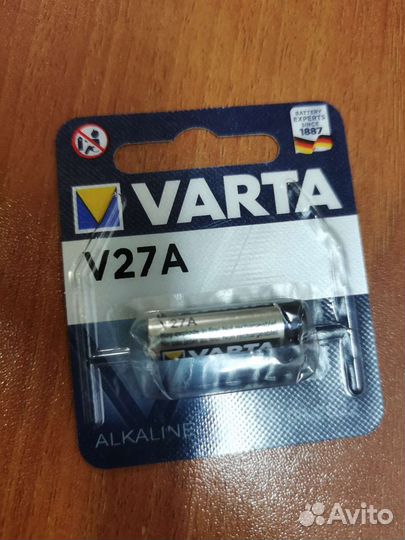 BATTERY
EXPERTS
SINCE
1887
VARTA
V27A
V27A
VARTA
ALKALINE
Avito